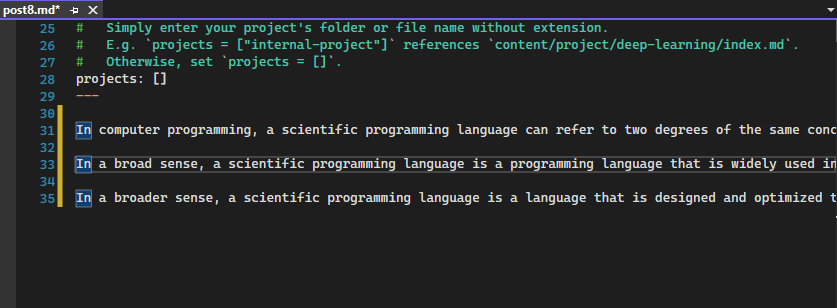 post8.md*
25 #   Simply enter your project's folder or file name without extension.
26 #   E.g. `projects = ["internal-project"]` references `content/project/deep-learning/index.md`.
27 #   Otherwise, set `projects = []`.
28 projects: []
29 ---
30
31 In computer programming, a scientific programming language can refer to two degrees of the same conc
32
33 In a broad sense, a scientific programming language is a programming language that is widely used in
34
35 In a broader sense, a scientific programming language is a language that is designed and optimized t